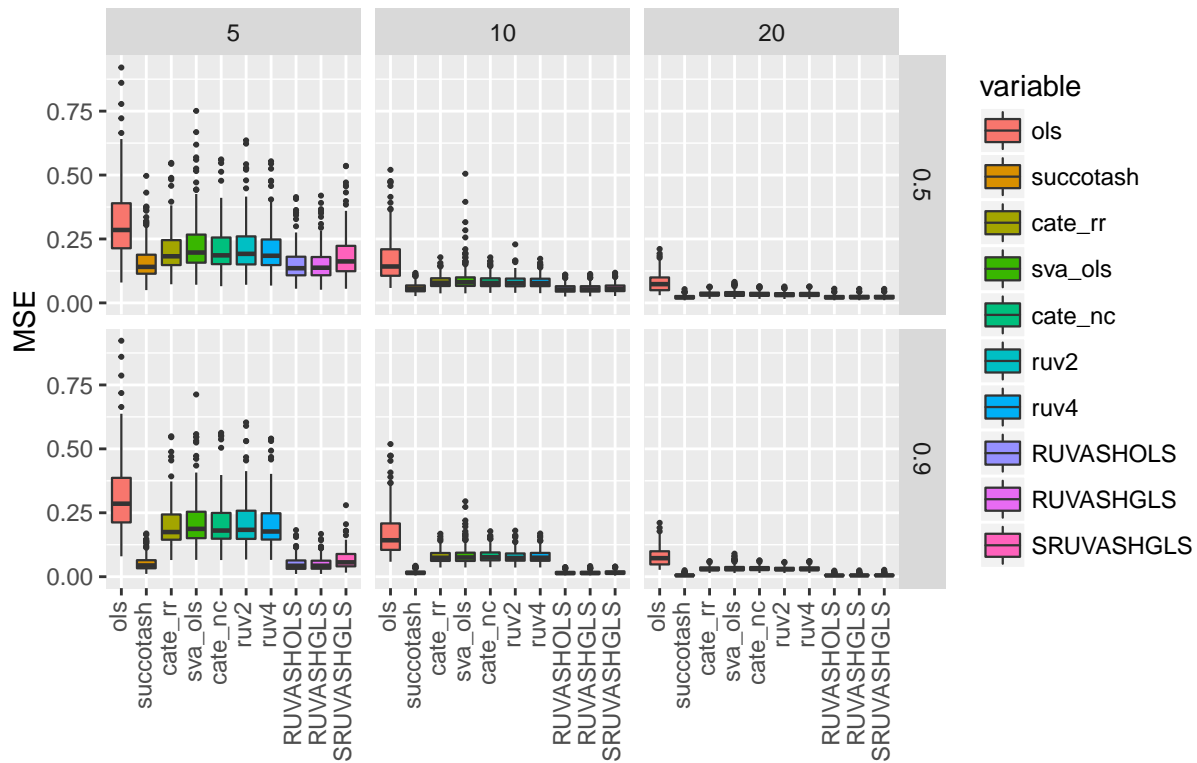 5
10
20
MSE
0.75
0.50
0.25
0.00
0.5
0.75
0.50
0.25
0.00
0.9
ols
succotash
cate_rr
sva_ols
cate_nc
ruv2
ruv4
RUVASHOLS
RUVASHGLS
SRUVASHGLS
ols
succotash
cate_rr
sva_ols
cate_nc
ruv2
ruv4
RUVASHOLS
RUVASHGLS
SRUVASHGLS
ols
succotash
cate_rr
sva_ols
cate_nc
ruv2
ruv4
RUVASHOLS
RUVASHGLS
SRUVASHGLS
variable
ols
succotash
cate_rr
sva_ols
cate_nc
ruv2
ruv4
RUVASHOLS
RUVASHGLS
SRUVASHGLS